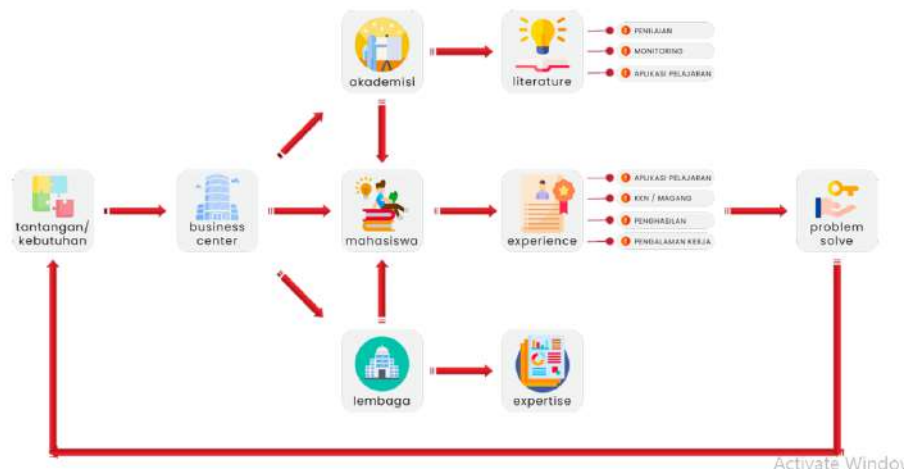 akademisi
literature
PENILAIAN
MONITORING
APLIKASI PELAJARAN
tantangan/
kebutuhan
business
center
mahasiswa
experience
APLIKASI PELAJARAN
KKN / MAGANG
PENGHASILAN
PENGALAMAN KERJA
problem
solve
lembaga
expertise
Activate Window